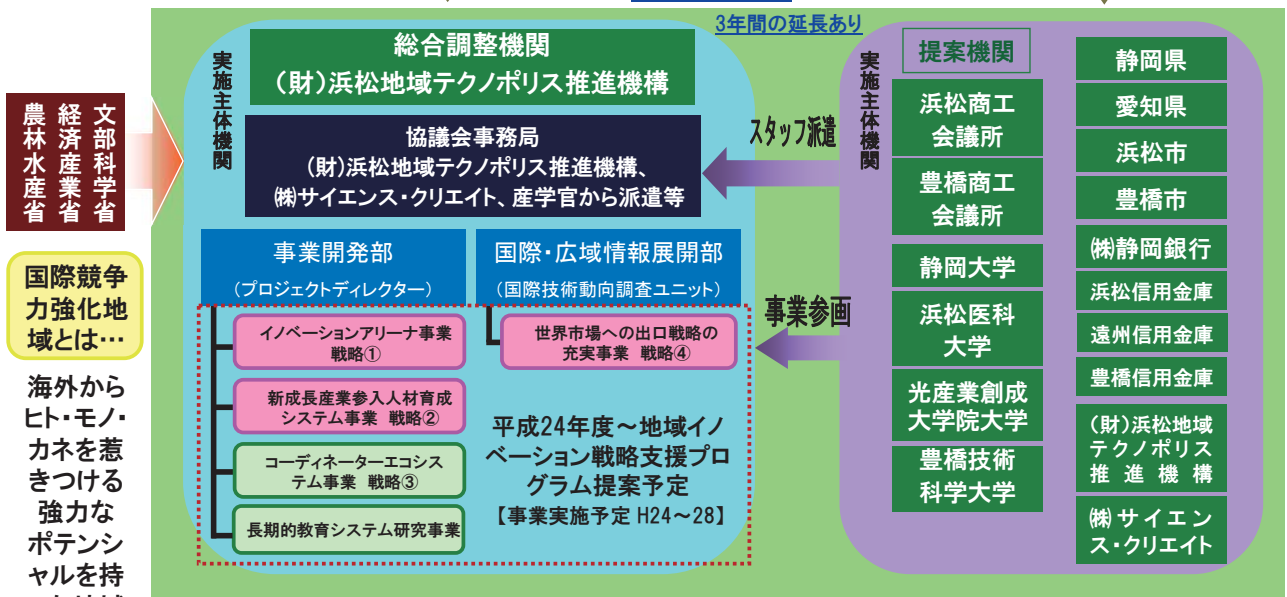 3年間の延長あり
文部科学省
経済産業省
農林水産省
国際競争
力強化地
域とは…
海外から
ヒト・モノ・
カネを惹
きつける
強力な
ポテンシ
ャルを持
実施主体機関
総合調整機関
(財)浜松地域テクノポリス推進機構
協議会事務局
(財)浜松地域テクノポリス推進機構、
㈱サイエンス・クリエイト、産学官から派遣等
事業開発部
(プロジェクトディレクター)
イノベーションアリーナ事業
戦略①
新成長産業参入人材育成
システム事業 戦略②
コーディネーターエコシス
テム事業 戦略③
長期的教育システム研究事業
国際・広域情報展開部
(国際技術動向調査ユニット)
世界市場への出口戦略の
充実事業 戦略④
平成24年度～地域イノ
ベーション戦略支援プロ
グラム提案予定
【事業実施予定 H24～28】
スタッフ派遣
事業参画
実施主体機関
提案機関
浜松商工
会議所
豊橋商工
会議所
静岡大学
浜松医科
大学
光産業創成
大学院大学
豊橋技術
科学大学
静岡県
愛知県
浜松市
豊橋市
㈱静岡銀行
浜松信用金庫
遠州信用金庫
豊橋信用金庫
(財)浜松地域
テクノポリス
推進機構
㈱サイエン
ス・クリエイト